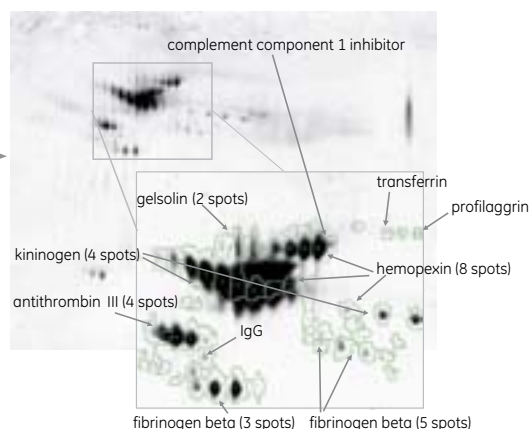 complement component 1 inhibitor
transferrin
gelsolin (2 spots)
profilaggrin
kininogen (4 spots)
hemopexin (8 spots)
antithrombin III (4 spots)
IgG
fibrinogen beta (3 spots)
fibrinogen beta (5 spots)